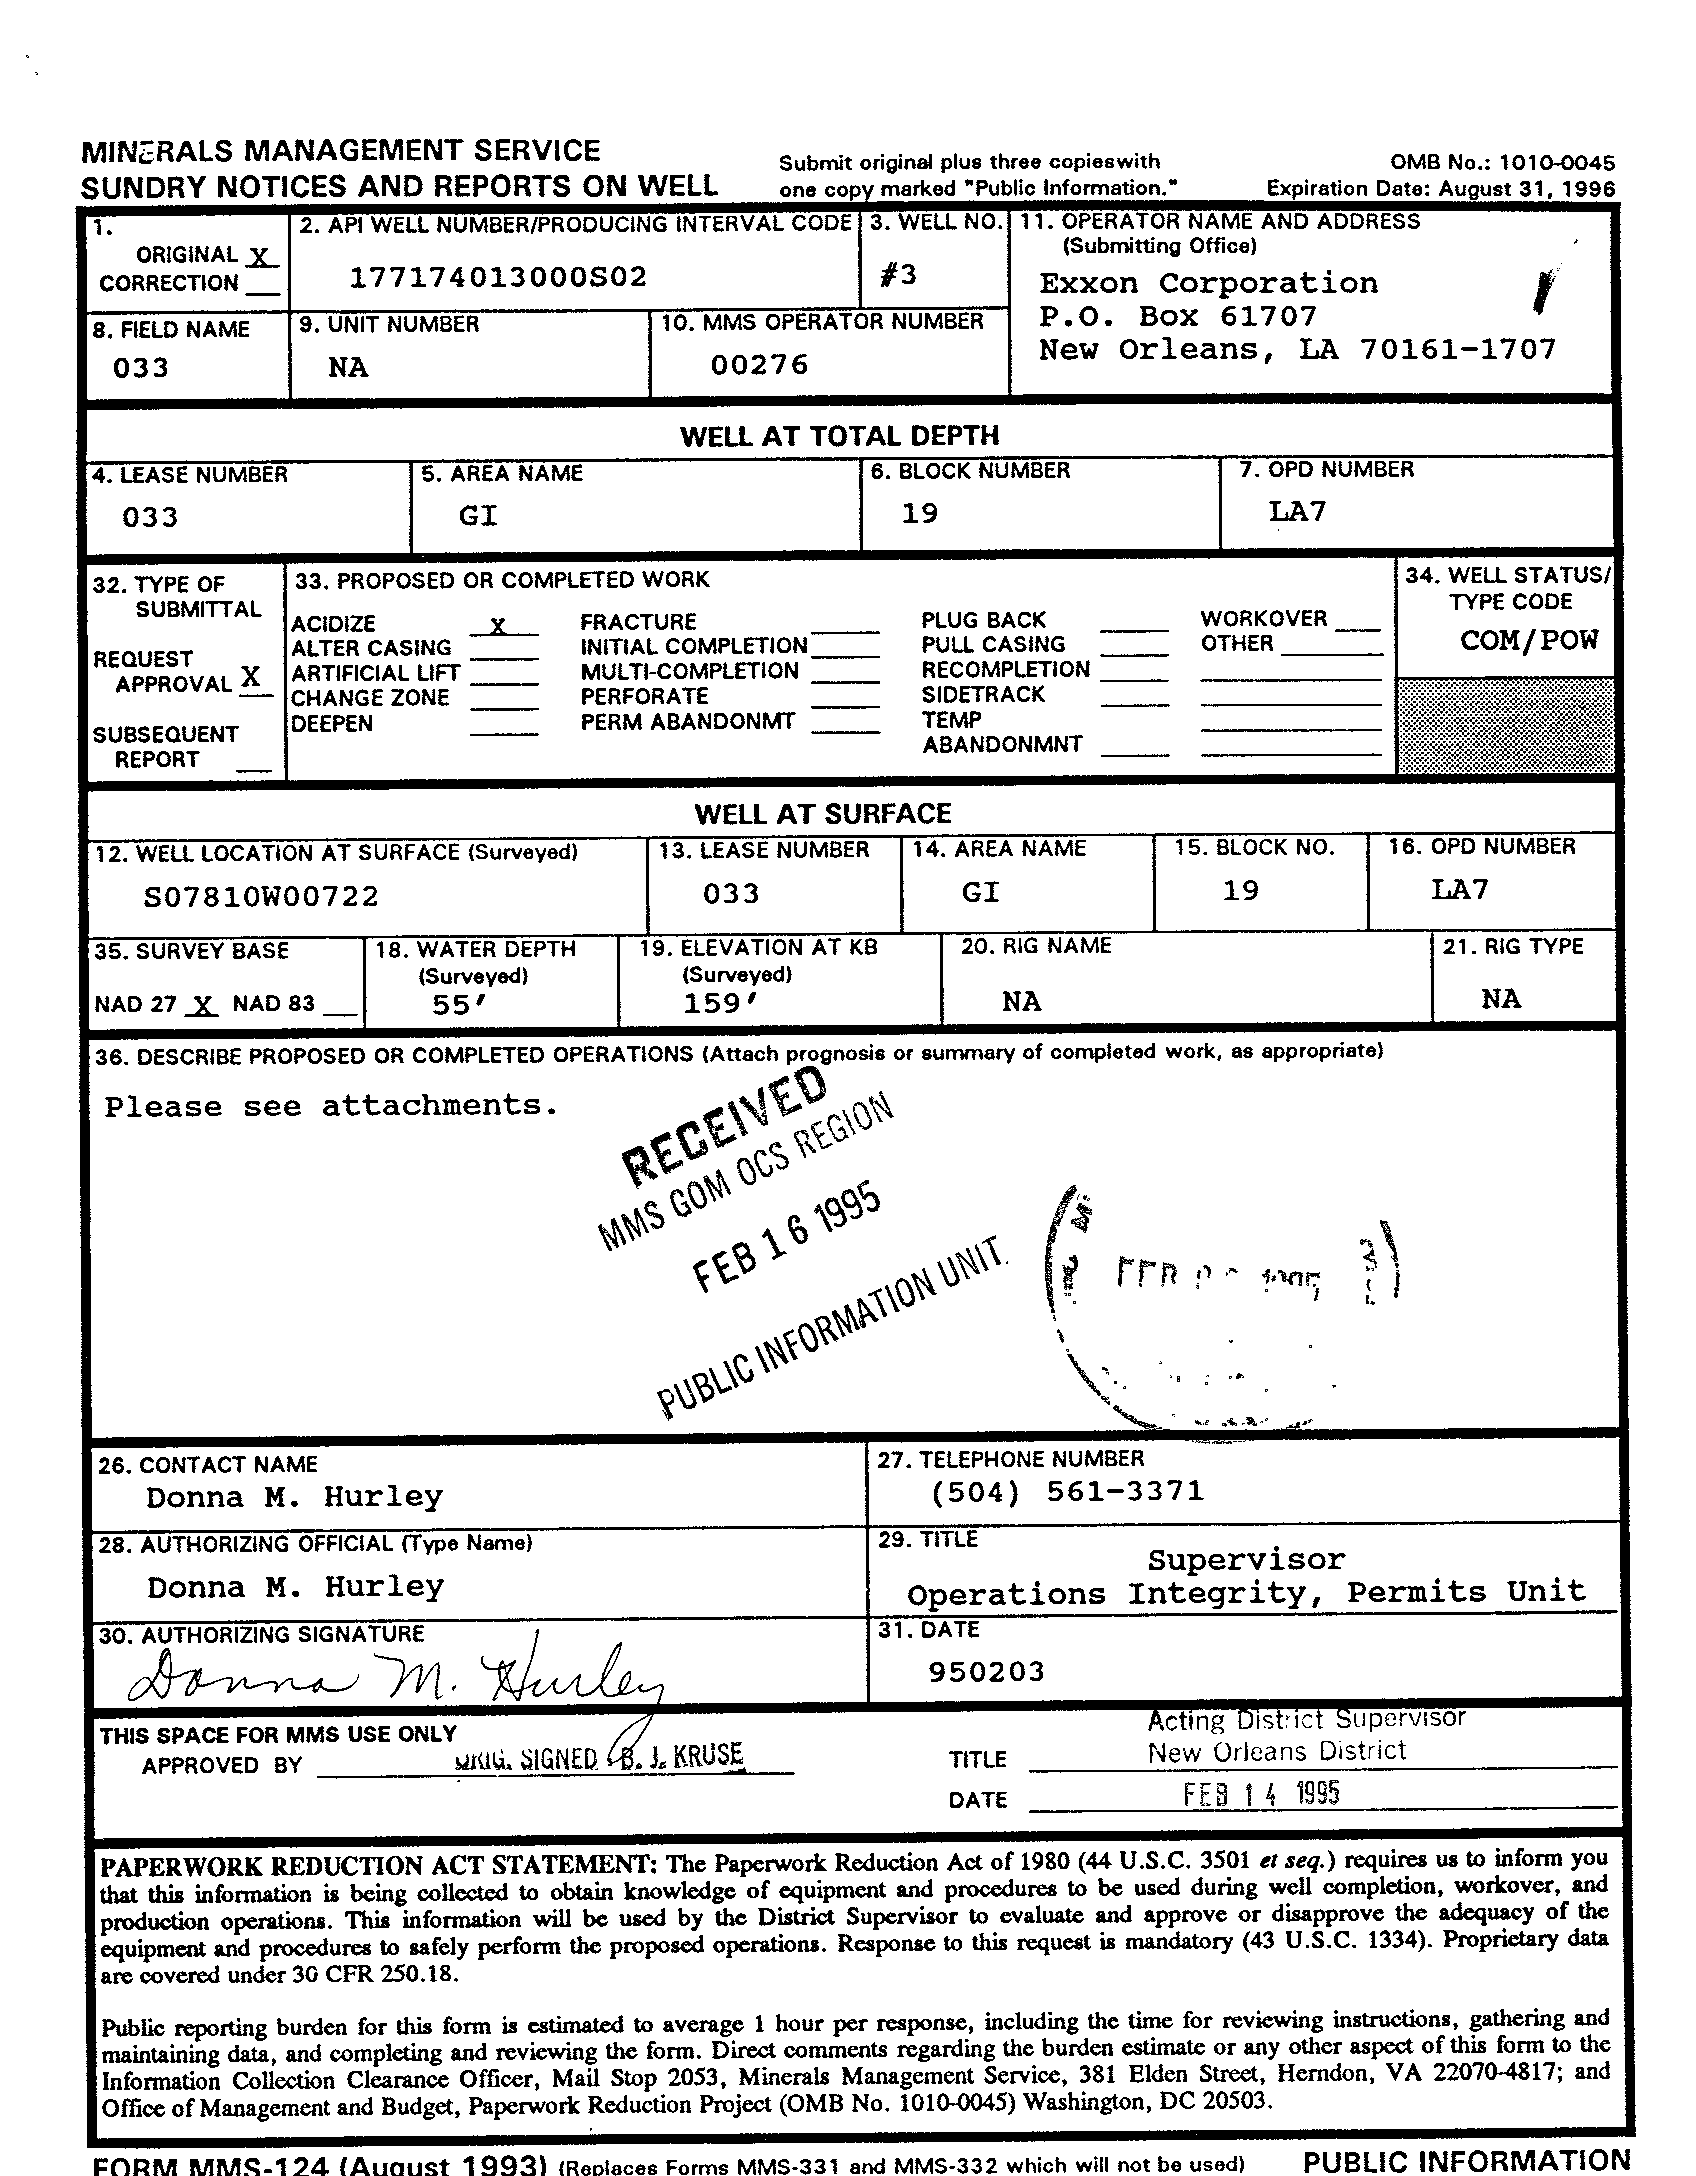 MINERALS MANAGEMENT SERVICE
SUNDRY NOTICES AND REPORTS ON WELL
Submit original plus three copieswith
one copy marked "Public Information."
OMB No.: 1010-0045
Expiration Date: August 31, 1996
1.
ORIGINAL X
CORRECTION __
2. API WELL NUMBER/PRODUCING INTERVAL CODE
177174013000S02
3. WELL NO.
#3
11. OPERATOR NAME AND ADDRESS
(Submitting Office)
Exxon Corporation
P.O. Box 61707
New Orleans, LA 70161-1707
8. FIELD NAME
033
9. UNIT NUMBER
NA
10. MMS OPERATOR NUMBER
00276
WELL AT TOTAL DEPTH
4. LEASE NUMBER
033
5. AREA NAME
GI
6. BLOCK NUMBER
19
7. OPD NUMBER
LA7
32. TYPE OF
SUBMITTAL
REQUEST
APPROVAL X
SUBSEQUENT
REPORT __
33. PROPOSED OR COMPLETED WORK
ACIDIZE X
ALTER CASING
ARTIFICIAL LIFT
CHANGE ZONE
DEEPEN
FRACTURE
INITIAL COMPLETION
MULTI-COMPLETION
PERFORATE
PERM ABANDONMT
PLUG BACK
PULL CASING
RECOMPLETION
SIDETRACK
TEMP
ABANDONMNT
WORKOVER
OTHER
34. WELL STATUS/
TYPE CODE
COM/POW
WELL AT SURFACE
12. WELL LOCATION AT SURFACE (Surveyed)
S07810W00722
13. LEASE NUMBER
033
14. AREA NAME
GI
15. BLOCK NO.
19
16. OPD NUMBER
LA7
35. SURVEY BASE
NAD 27 X NAD 83 __
18. WATER DEPTH
(Surveyed)
55'
19. ELEVATION AT KB
(Surveyed)
159'
20. RIG NAME
NA
21. RIG TYPE
NA
36. DESCRIBE PROPOSED OR COMPLETED OPERATIONS (Attach prognosis or summary of completed work, as appropriate)
Please see attachments.
RECEIVED
MMS GOM OCS REGION
FEB 16 1995
PUBLIC INFORMATION UNIT
26. CONTACT NAME
Donna M. Hurley
27. TELEPHONE NUMBER
(504) 561-3371
28. AUTHORIZING OFFICIAL (Type Name)
Donna M. Hurley
29. TITLE
Supervisor
Operations Integrity, Permits Unit
30. AUTHORIZING SIGNATURE
Donna M. Hurley
31. DATE
950203
THIS SPACE FOR MMS USE ONLY
APPROVED BY ORIG. SIGNED B. J. KRUSE
TITLE Acting District Supervisor
New Orleans District
DATE FEB 14 1995
PAPERWORK REDUCTION ACT STATEMENT: The Paperwork Reduction Act of 1980 (44 U.S.C. 3501 et seq.) requires us to inform you
that this information is being collected to obtain knowledge of equipment and procedures to be used during well completion, workover, and
production operations. This information will be used by the District Supervisor to evaluate and approve or disapprove the adequacy of the
equipment and procedures to safely perform the proposed operations. Response to this request is mandatory (43 U.S.C. 1334). Proprietary data
are covered under 30 CFR 250.18.
Public reporting burden for this form is estimated to average 1 hour per response, including the time for reviewing instructions, gathering and
maintaining data, and completing and reviewing the form. Direct comments regarding the burden estimate or any other aspect of this form to the
Information Collection Clearance Officer, Mail Stop 2053, Minerals Management Service, 381 Elden Street, Herndon, VA 22070-4817; and
Office of Management and Budget, Paperwork Reduction Project (OMB No. 1010-0045) Washington, DC 20503.
FORM MMS-124 (August 1993) (Replaces Forms MMS-331 and MMS-332 which will not be used)
PUBLIC INFORMATION